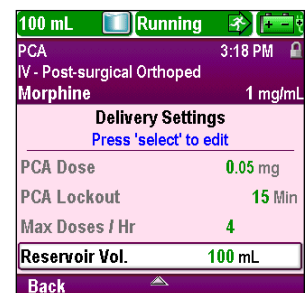 100 mL Running
PCA 3:18 PM
IV - Post-surgical Orthoped
Morphine 1 mg/mL
Delivery Settings
Press 'select' to edit
PCA Dose 0.05 mg
PCA Lockout 15 Min
Max Doses / Hr 4
Reservoir Vol. 100 mL
Back